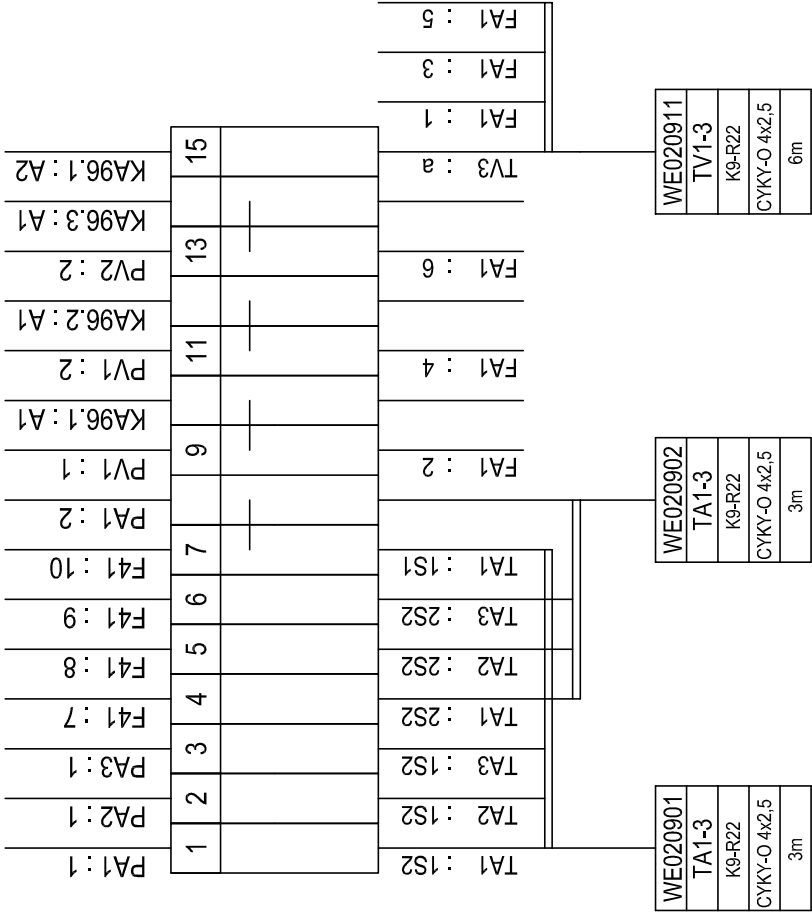 FA1 : 5
FA1 : 3
FA1 : 1
KA96.1 : A2
15
TV3 : a
KA96.3 : A1
PV2 : 2
13
FA1 : 6
KA96.2 : A1
PV1 : 2
11
FA1 : 4
KA96.1 : A1
PV1 : 1
9
FA1 : 2
PA1 : 2
F41 : 10
7
TA1 : 1S1
F41 : 9
6
TA3 : 2S2
F41 : 8
5
TA2 : 2S2
F41 : 7
4
TA1 : 2S2
PA3 : 1
3
TA3 : 1S2
PA2 : 1
2
TA2 : 1S2
PA1 : 1
1
TA1 : 1S2
WE020911
TV1-3
K9-R22
CYKY-O 4x2,5
6m
WE020902
TA1-3
K9-R22
CYKY-O 4x2,5
3m
WE020901
TA1-3
K9-R22
CYKY-O 4x2,5
3m